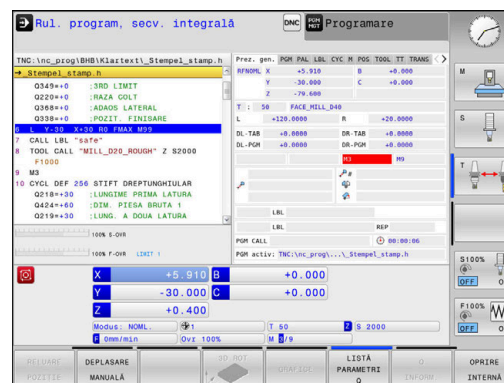 Rul. program, secv. integrală
DNC
PGM
MOT
Programare
TNC:\nc_prog\BHB\Klartext\_Stempel_stamp.h
→_Stempel_stamp.h
Q349=+0 ;3RD LIMIT
Q220=+0 ;RAZA COLT
Q368=+0 ;ADAOS LATERAL
Q338=+0 ;POZIT. FINISARE
6 L Y-30 X+30 R0 FMAX M99
7 CALL LBL "safe"
8 TOOL CALL "MILL_D20_ROUGH" Z S2000
F1000
9 M3
10 CYCL DEF 256 STIFT DREPTUNGHIULAR
Q218=+30 ;LUNGIME PRIMA LATURA
Q424=+60 ;DIM. PIESA BRUTA 1
Q219=+30 ;LUNG. A DOUA LATURA
100% S-OVR
100% F-OVR LIMIT 1
Prez. gen. PGM PAL LBL CYC M POS TOOL TT TRANS
RFNOML X +5.910 B +0.000
Y -30.000 C +0.000
Z -79.600
T : 50 FACE_MILL_D40
L +120.0000 R +20.0000
DL-TAB +0.0000 DR-TAB +0.0000
DL-PGM +0.0000 DR-PGM +0.0000
M3 M9
LBL
LBL REP
PGM CALL 00:00:06
PGM activ: TNC:\nc_prog\...\_Stempel_stamp.h
X +5.910 B +0.000
Y -30.000 C +0.000
Z +0.400
Modus: NOML. 1 T 50 Z S 2000
F 0mm/min Ovr 100% M 3/9
M
S
T
S100%
OFF
F100%
OFF
PELUARE
POZITIE
DEPLASARE
MANUALĂ
3D ROT
GRAFICE
LISTĂ
PARAMETRI
Q
Q
INFORM.
OPRIRE
INTERNĂ